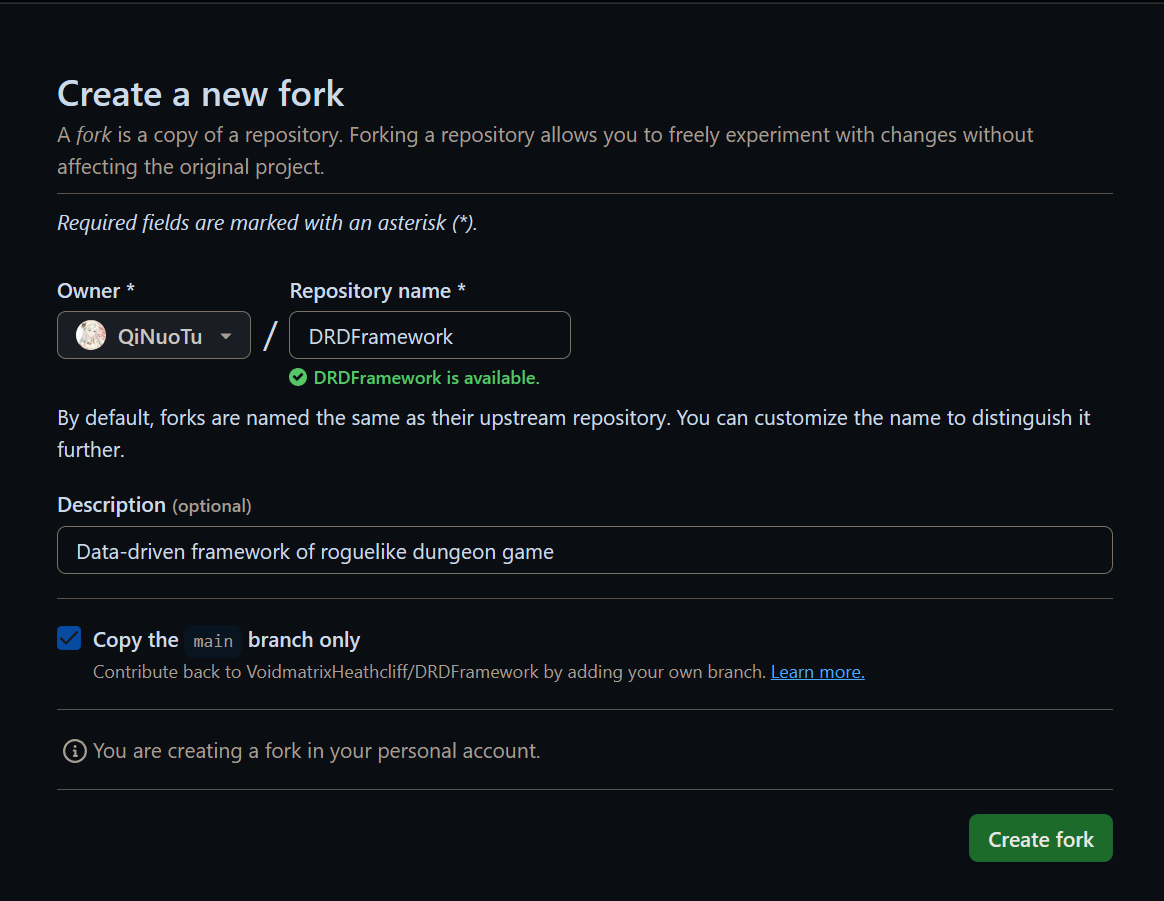 Create a new fork
A fork is a copy of a repository. Forking a repository allows you to freely experiment with changes without
affecting the original project.
Required fields are marked with an asterisk (*).
Owner * Repository name *
QiNuoTu / DRDFramework
DRDFramework is available.
By default, forks are named the same as their upstream repository. You can customize the name to distinguish it
further.
Description (optional)
Data-driven framework of roguelike dungeon game
Copy the main branch only
Contribute back to VoidmatrixHeathcliff/DRDFramework by adding your own branch. Learn more.
You are creating a fork in your personal account.
Create fork